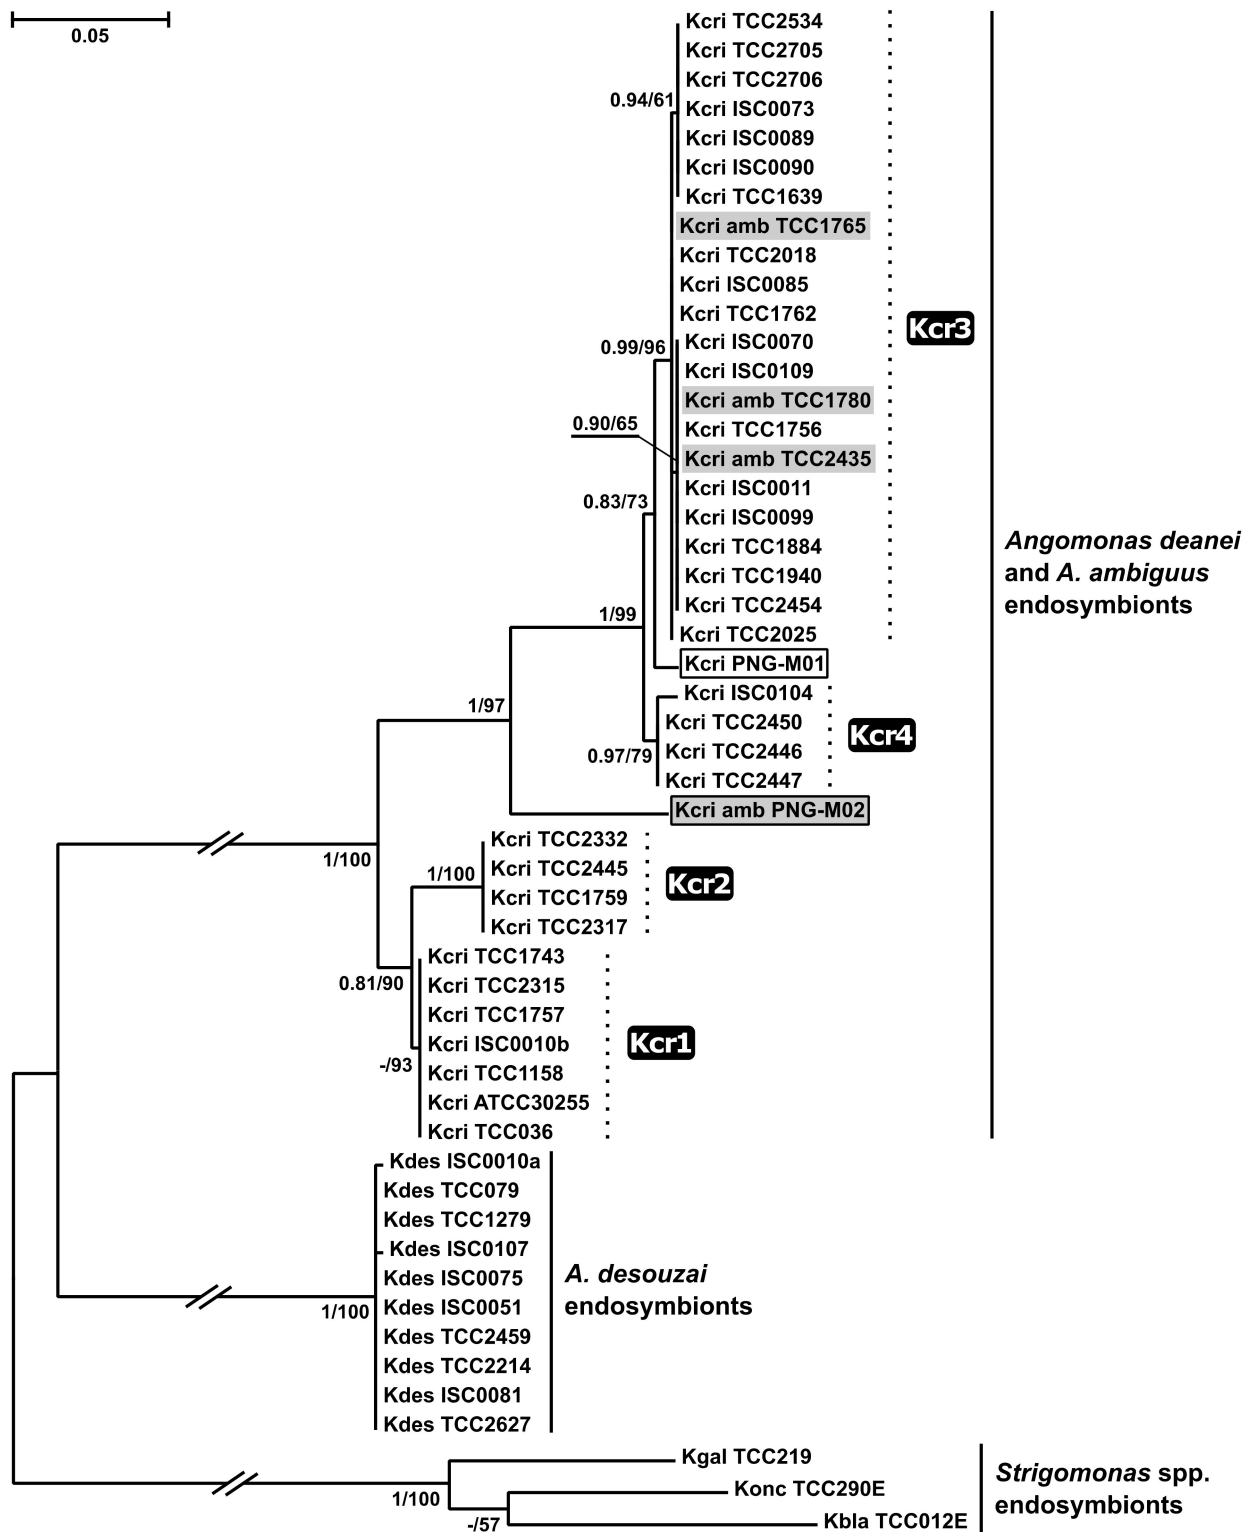 0.05
Kcri TCC2534
Kcri TCC2705
Kcri TCC2706
0.94/61
Kcri ISC0073
Kcri ISC0089
Kcri ISC0090
Kcri TCC1639
Kcri amb TCC1765
Kcri TCC2018
Kcri ISC0085
Kcri TCC1762
Kcr3
Kcri ISC0070
0.99/96
Kcri ISC0109
Kcri amb TCC1780
0.90/65
Kcri TCC1756
Kcri amb TCC2435
Kcri ISC0011
0.83/73
Kcri ISC0099
Kcri TCC1884
Kcri TCC1940
Kcri TCC2454
Angomonas deanei
and A. ambiguus
endosymbionts
1/99
Kcri TCC2025
Kcri PNG-M01
Kcri ISC0104
1/97
Kcri TCC2450
Kcr4
Kcri TCC2446
0.97/79
Kcri TCC2447
Kcri amb PNG-M02
Kcri TCC2332
1/100
Kcri TCC2445
1/100
Kcr2
Kcri TCC1759
Kcri TCC2317
Kcri TCC1743
0.81/90
Kcri TCC2315
Kcri TCC1757
Kcri ISC0010b
Kcr1
-/93
Kcri TCC1158
Kcri ATCC30255
Kcri TCC036
Kdes ISC0010a
Kdes TCC079
Kdes TCC1279
Kdes ISC0107
Kdes ISC0075
A. desouzai
endosymbionts
Kdes ISC0051
1/100
Kdes TCC2459
Kdes TCC2214
Kdes ISC0081
Kdes TCC2627
Kgal TCC219
Strigomonas spp.
endosymbionts
Konc TCC290E
1/100
Kbla TCC012E
-/57